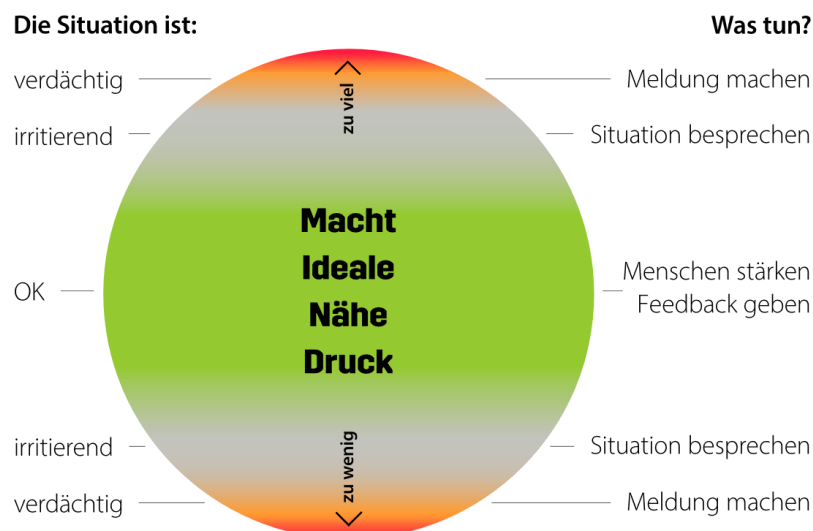 Die Situation ist:
Was tun?
verdächtig
zu viel
Meldung machen
irritierend
Situation besprechen
Macht
Ideale
Nähe
Druck
OK
Menschen stärken
Feedback geben
irritierend
zu wenig
Situation besprechen
verdächtig
Meldung machen